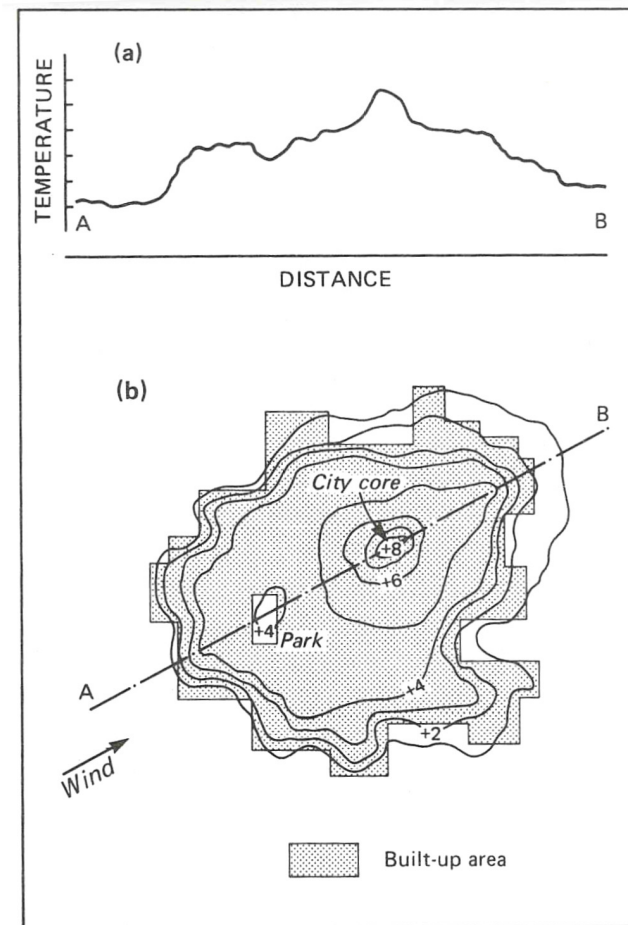 (a)
TEMPERATURE
A
B
DISTANCE
(b)
B
City core
+8
+6
+4
Park
A
+4
+2
Wind
Built-up area